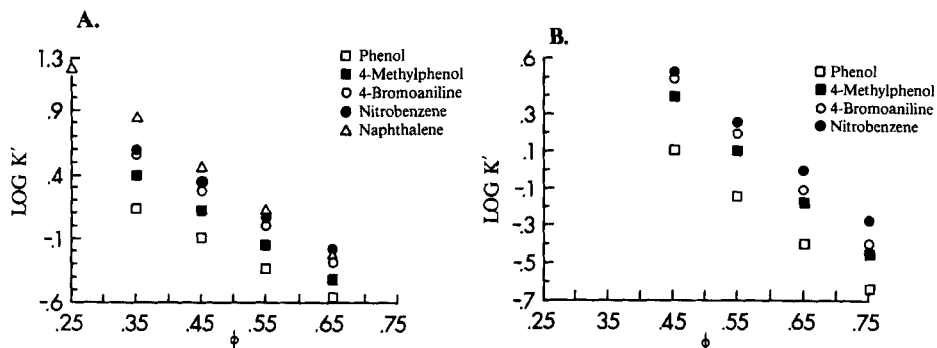 A.
LOG K'
1.3
.9
.4
-.1
-.6
.25 .35 .45 .55 .65 .75
ϕ
Phenol
4-Methylphenol
4-Bromoaniline
Nitrobenzene
Naphthalene
B.
LOG K'
.6
.3
.1
-.1
-.3
-.5
-.7
.25 .35 .45 .55 .65 .75
ϕ
Phenol
4-Methylphenol
4-Bromoaniline
Nitrobenzene